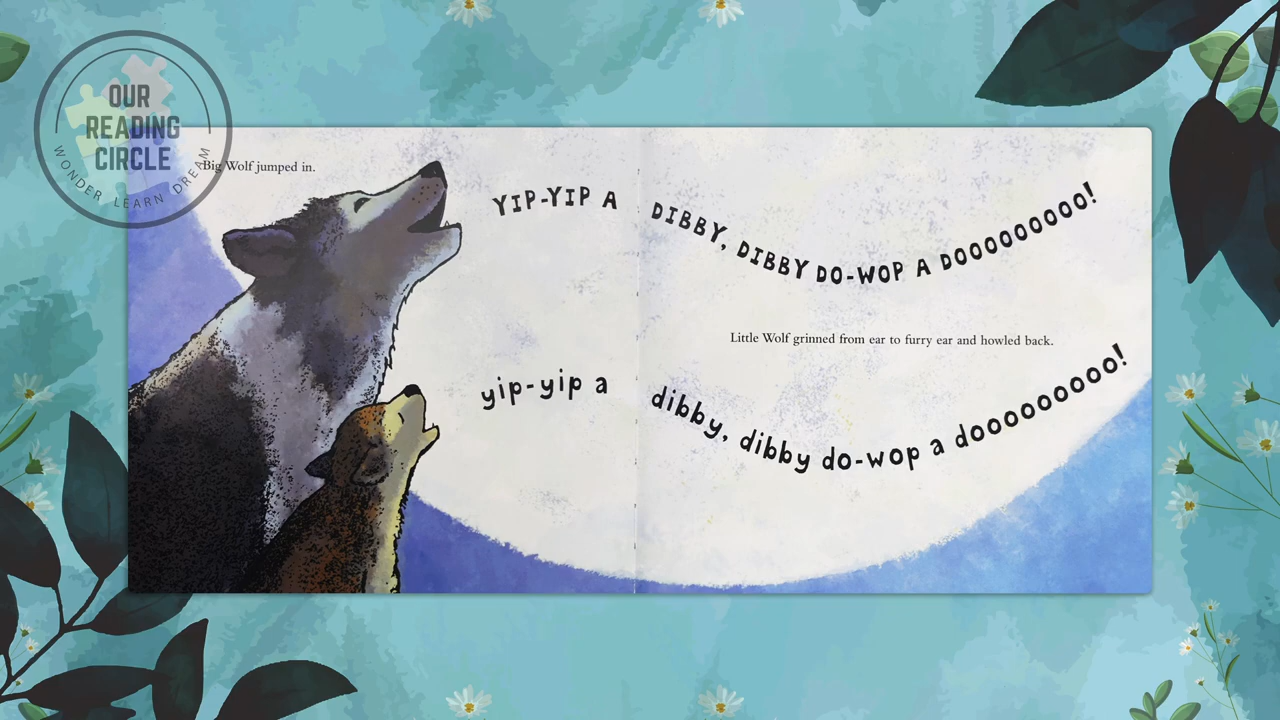 OUR
READING
CIRCLE
WONDER LEARN DREAM
Big Wolf jumped in.
YIP-YIP A DIBBY, DIBBY DO-WOP A DOOOOOOOOO!
Little Wolf grinned from ear to furry ear and howled back.
yip-yip a dibby, dibby do-wop a dooooooooo!